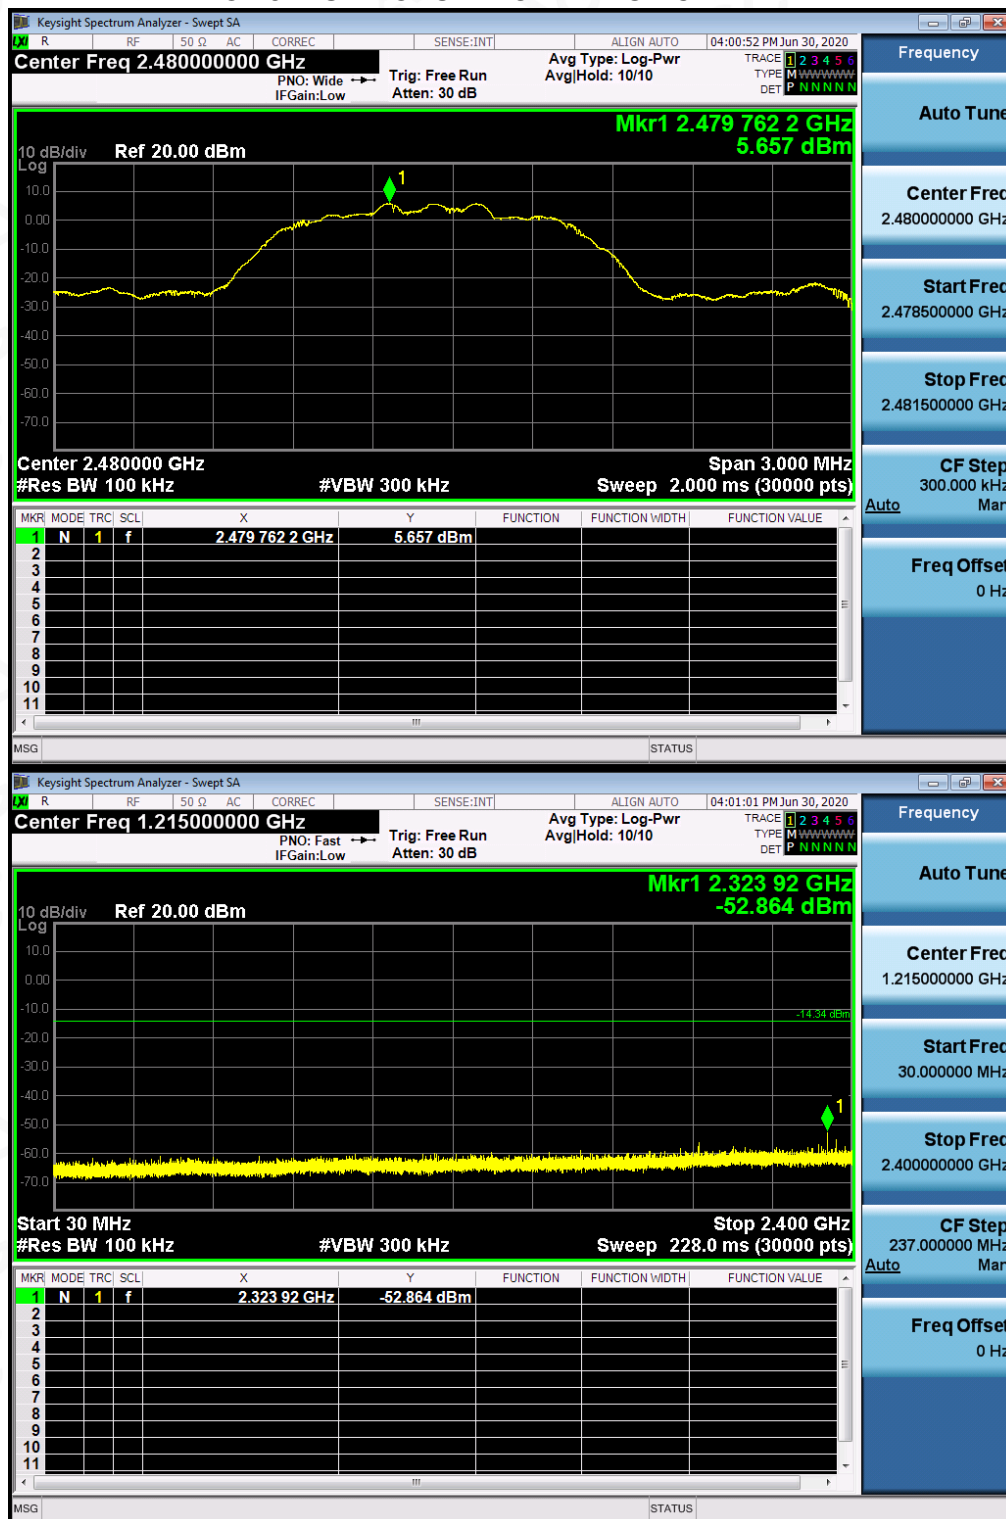 Keysight Spectrum Analyzer - Swept SA
LXI R RF 50 Ω AC CORREC SENSE:INT ALIGN AUTO 04:00:52 PM Jun 30, 2020
Center Freq 2.480000000 GHz
PNO: Wide
IFGain:Low
Trig: Free Run
Atten: 30 dB
Avg Type: Log-Pwr
Avg|Hold: 10/10
TRACE 1 2 3 4 5 6
TYPE M WWWWW
DET P N N N N N
Mkr1 2.479 762 2 GHz
5.657 dBm
10 dB/div Ref 20.00 dBm
Log
10.0
0.00
-10.0
-20.0
-30.0
-40.0
-50.0
-60.0
-70.0
1
Center 2.480000 GHz Span 3.000 MHz
#Res BW 100 kHz #VBW 300 kHz Sweep 2.000 ms (30000 pts)
MKR MODE TRC SCL X Y FUNCTION FUNCTION WIDTH FUNCTION VALUE
1 N 1 f 2.479 762 2 GHz 5.657 dBm
2
3
4
5
6
7
8
9
10
11
MSG STATUS
Frequency
Auto Tune
Center Freq
2.480000000 GHz
Start Freq
2.478500000 GHz
Stop Freq
2.481500000 GHz
CF Step
300.000 kHz
Auto Man
Freq Offset
0 Hz
Keysight Spectrum Analyzer - Swept SA
LXI R RF 50 Ω AC CORREC SENSE:INT ALIGN AUTO 04:01:01 PM Jun 30, 2020
Center Freq 1.215000000 GHz
PNO: Fast
IFGain:Low
Trig: Free Run
Atten: 30 dB
Avg Type: Log-Pwr
Avg|Hold: 10/10
TRACE 1 2 3 4 5 6
TYPE M WWWWW
DET P N N N N N
Mkr1 2.323 92 GHz
-52.864 dBm
10 dB/div Ref 20.00 dBm
Log
10.0
0.00
-10.0
-20.0
-30.0
-40.0
-50.0
-60.0
-70.0
-14.34 dBm
1
Start 30 MHz Stop 2.400 GHz
#Res BW 100 kHz #VBW 300 kHz Sweep 228.0 ms (30000 pts)
MKR MODE TRC SCL X Y FUNCTION FUNCTION WIDTH FUNCTION VALUE
1 N 1 f 2.323 92 GHz -52.864 dBm
2
3
4
5
6
7
8
9
10
11
MSG STATUS
Frequency
Auto Tune
Center Freq
1.215000000 GHz
Start Freq
30.000000 MHz
Stop Freq
2.400000000 GHz
CF Step
237.000000 MHz
Auto Man
Freq Offset
0 Hz